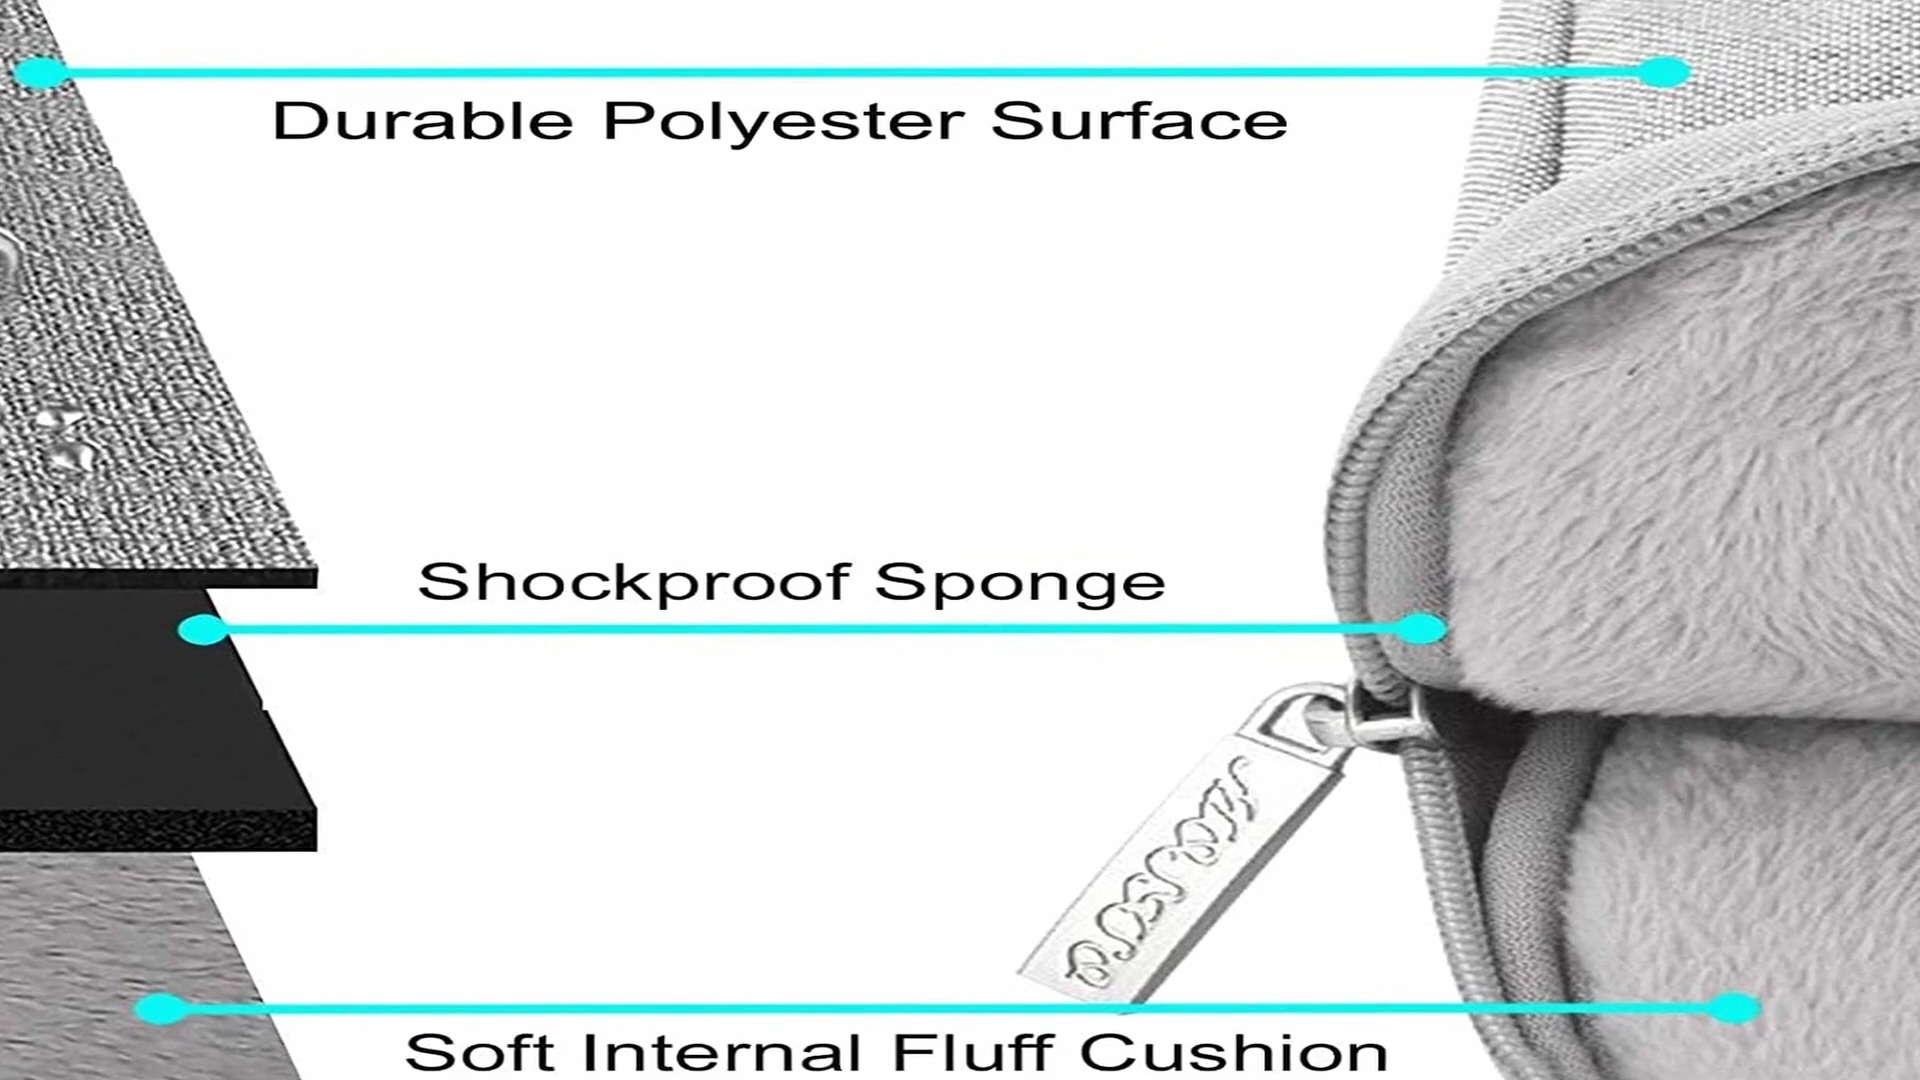 Durable Polyester Surface
Shockproof Sponge
Soft Internal Fluff Cushion